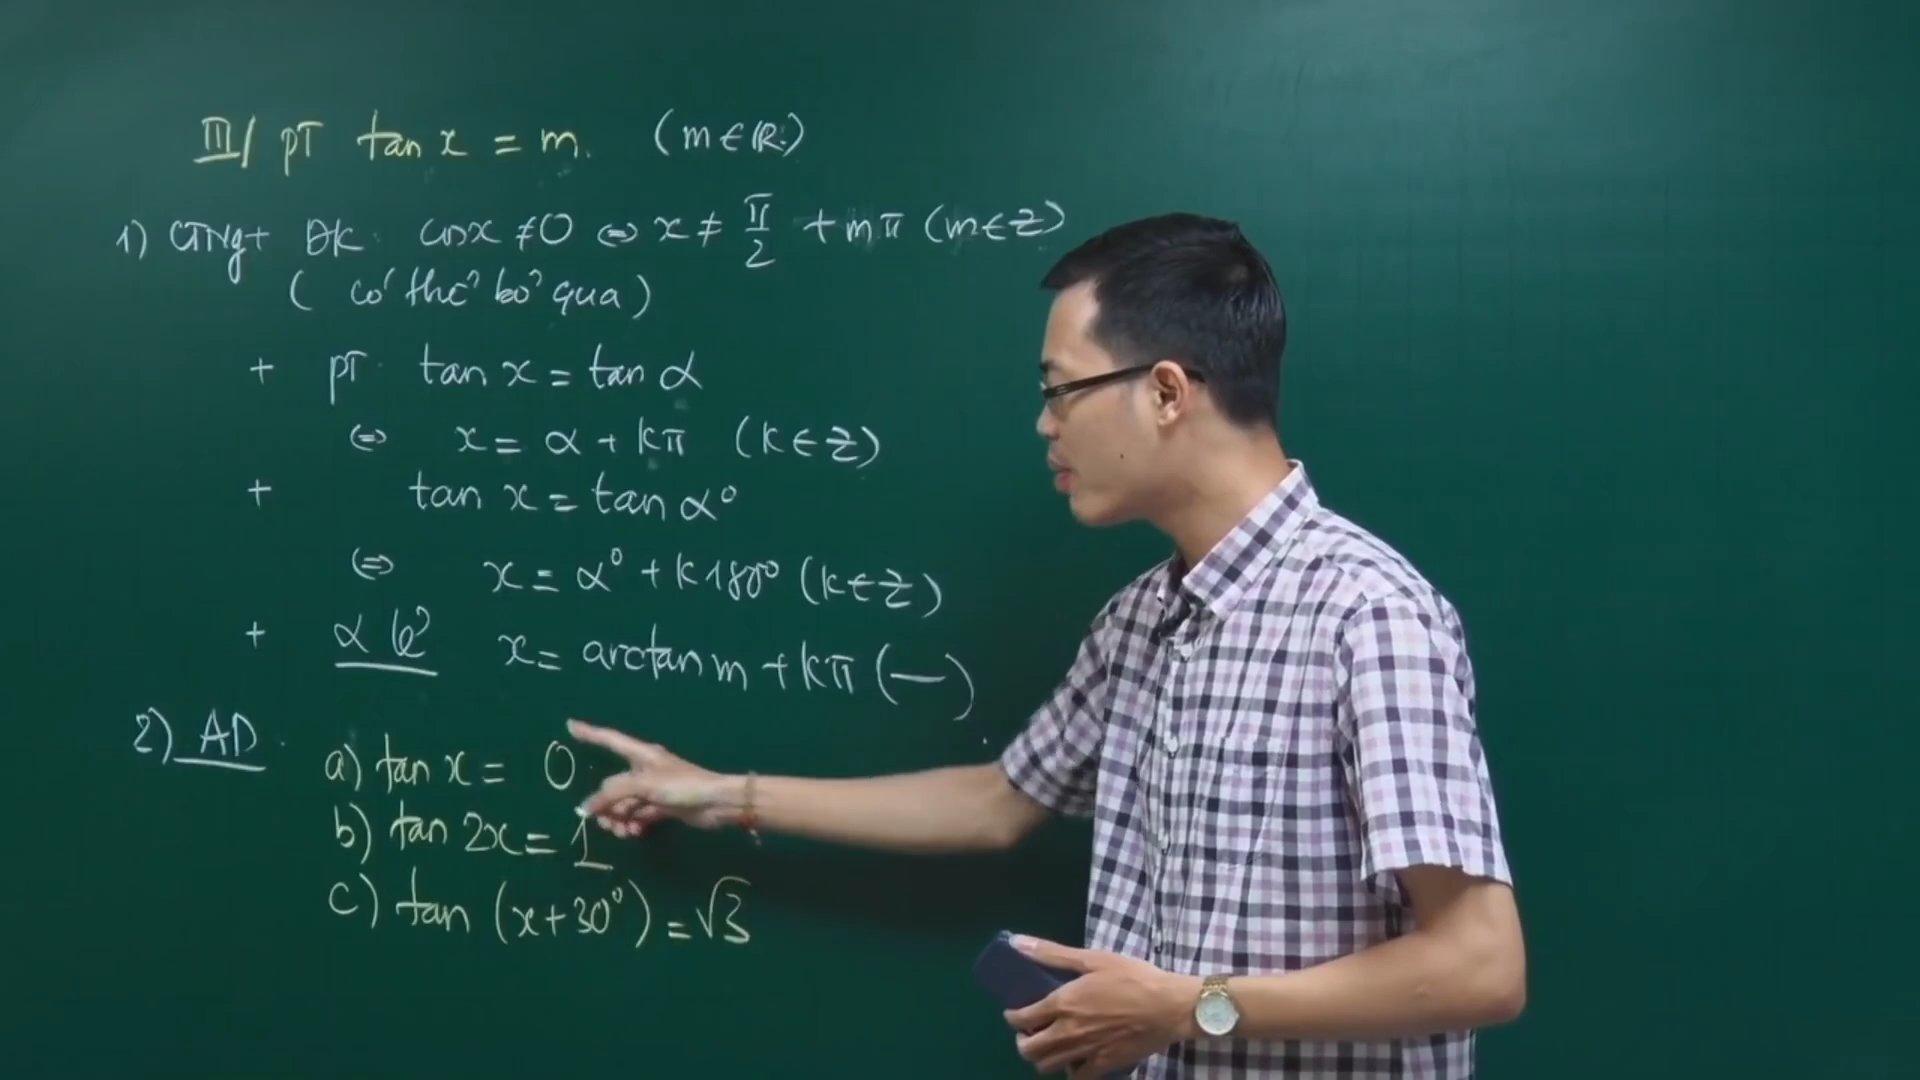 III/ PT tan x = m. (m ∈ R)
1) CTNg + ĐK cosx ≠ 0 ⇔ x ≠ π/2 + mπ (m ∈ Z)
( có thể bỏ qua )
+ PT tan x = tan α
⇔ x = α + kπ (k ∈ Z)
+ tan x = tan α°
⇔ x = α° + k180° (k ∈ Z)
+ α lẻ x = arctan m + kπ (—)
2) AD.
a) tan x = 0.
b) tan 2x = 1
c) tan (x + 30°) = √3